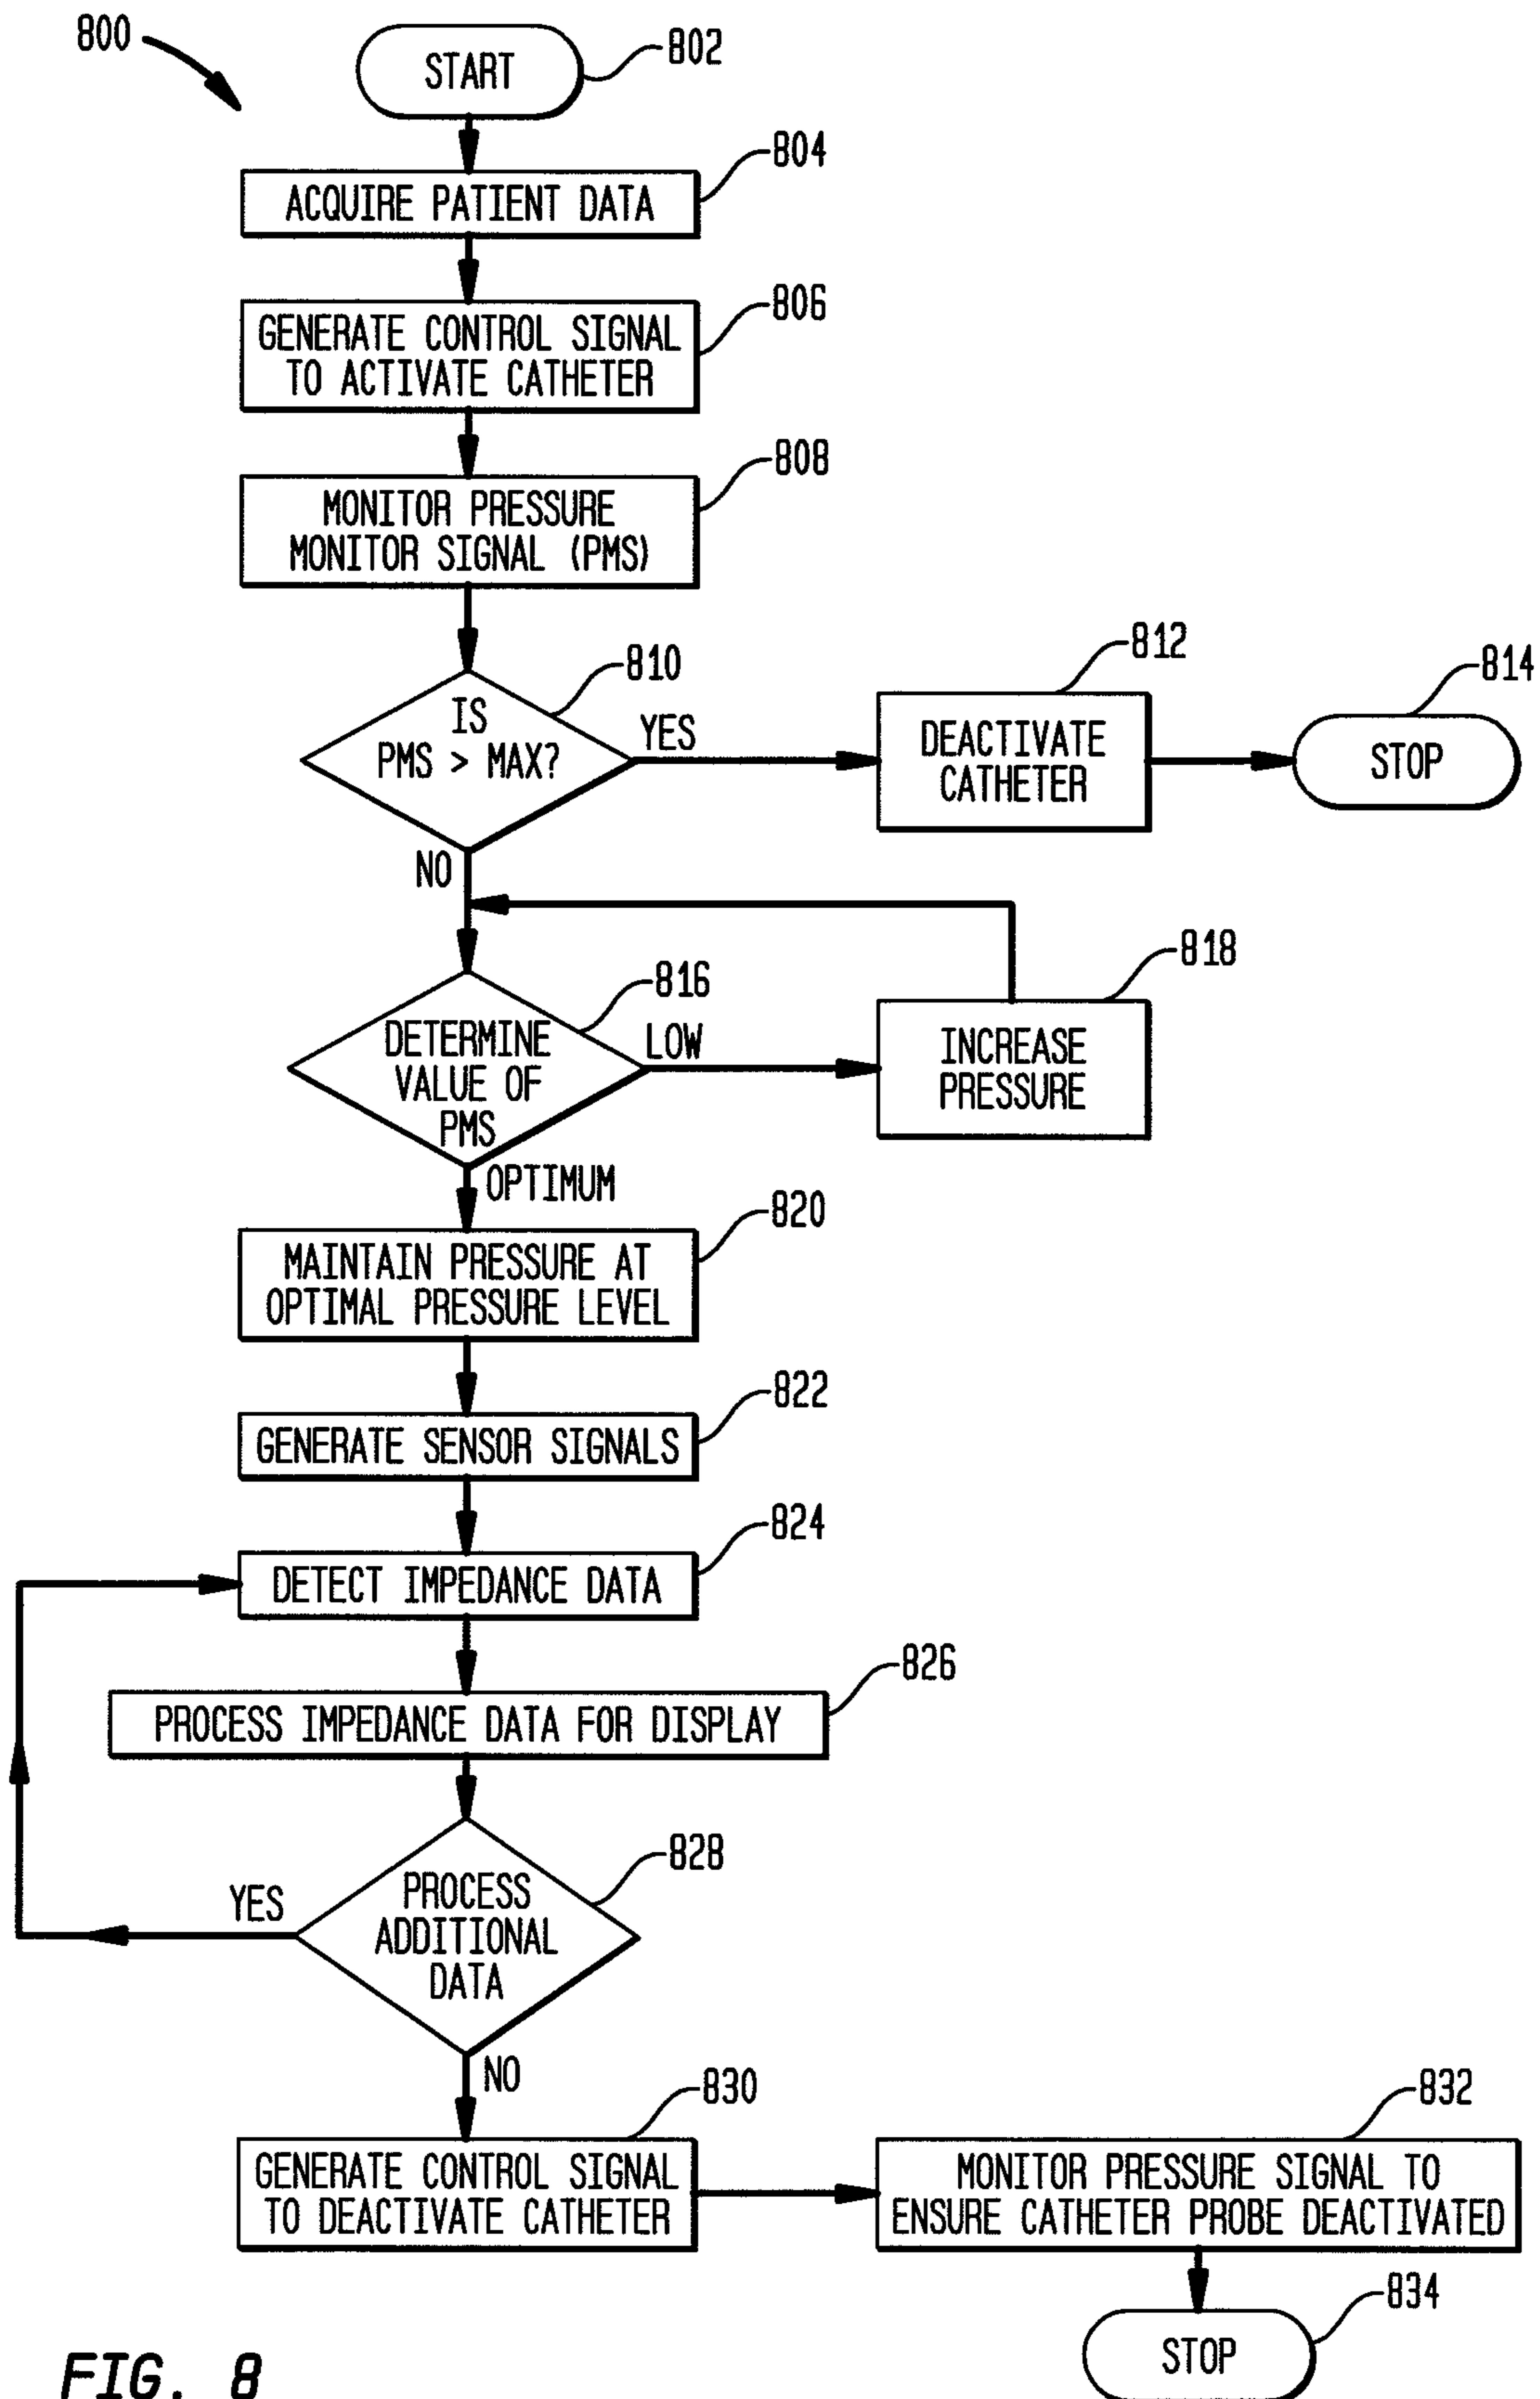 800
START
802
804
ACQUIRE PATIENT DATA
806
GENERATE CONTROL SIGNAL
TO ACTIVATE CATHETER
808
MONITOR PRESSURE
MONITOR SIGNAL (PMS)
810
IS
PMS > MAX?
YES
812
DEACTIVATE
CATHETER
814
STOP
NO
816
DETERMINE
VALUE OF
PMS
LOW
818
INCREASE
PRESSURE
OPTIMUM
820
MAINTAIN PRESSURE AT
OPTIMAL PRESSURE LEVEL
822
GENERATE SENSOR SIGNALS
824
DETECT IMPEDANCE DATA
826
PROCESS IMPEDANCE DATA FOR DISPLAY
828
PROCESS
ADDITIONAL
DATA
YES
NO
830
GENERATE CONTROL SIGNAL
TO DEACTIVATE CATHETER
832
MONITOR PRESSURE SIGNAL TO
ENSURE CATHETER PROBE DEACTIVATED
834
STOP
FIG. 8